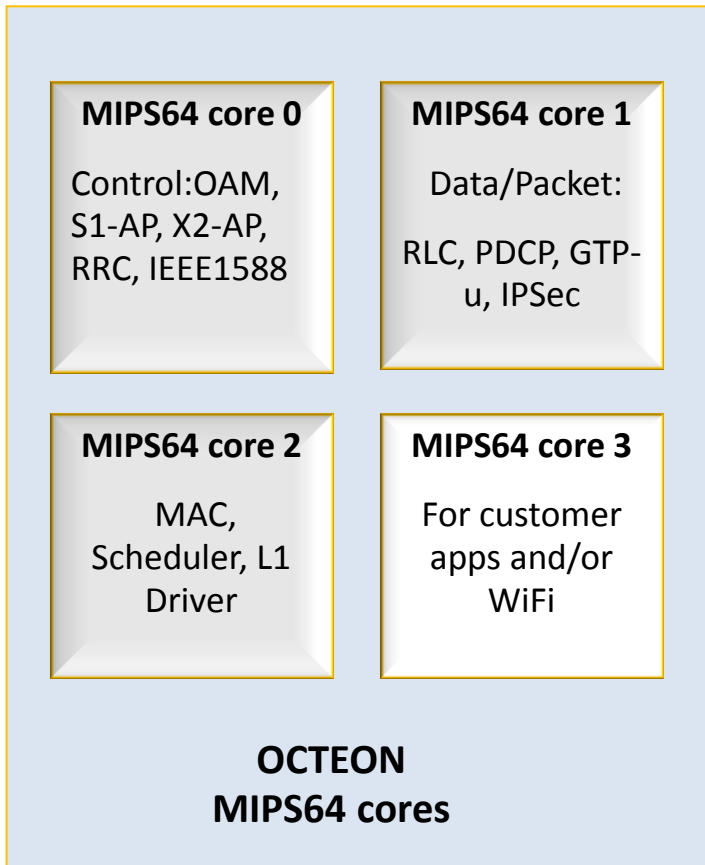 MIPS64 core 0
Control:OAM,
S1-AP, X2-AP,
RRC, IEEE1588
MIPS64 core 1
Data/Packet:
RLC, PDCP, GTP-
u, IPSec
MIPS64 core 2
MAC,
Scheduler, L1
Driver
MIPS64 core 3
For customer
apps and/or
WiFi
OCTEON
MIPS64 cores